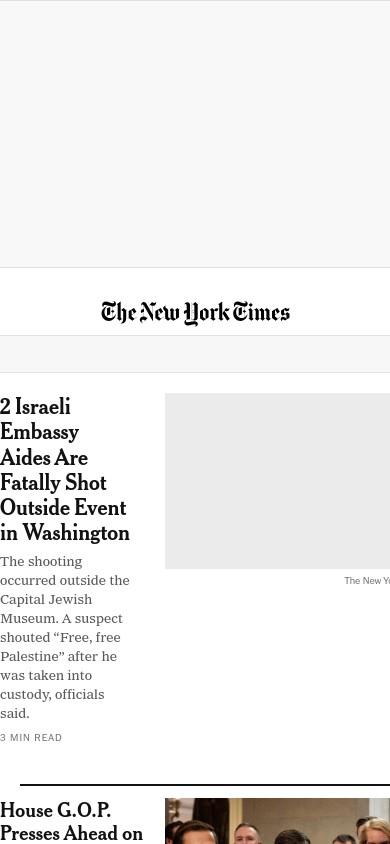 The New York Times
2 Israeli
Embassy
Aides Are
Fatally Shot
Outside Event
in Washington
The New Yo
The shooting
occurred outside the
Capital Jewish
Museum. A suspect
shouted “Free, free
Palestine” after he
was taken into
custody, officials
said.
3 MIN READ
House G.O.P.
Presses Ahead on